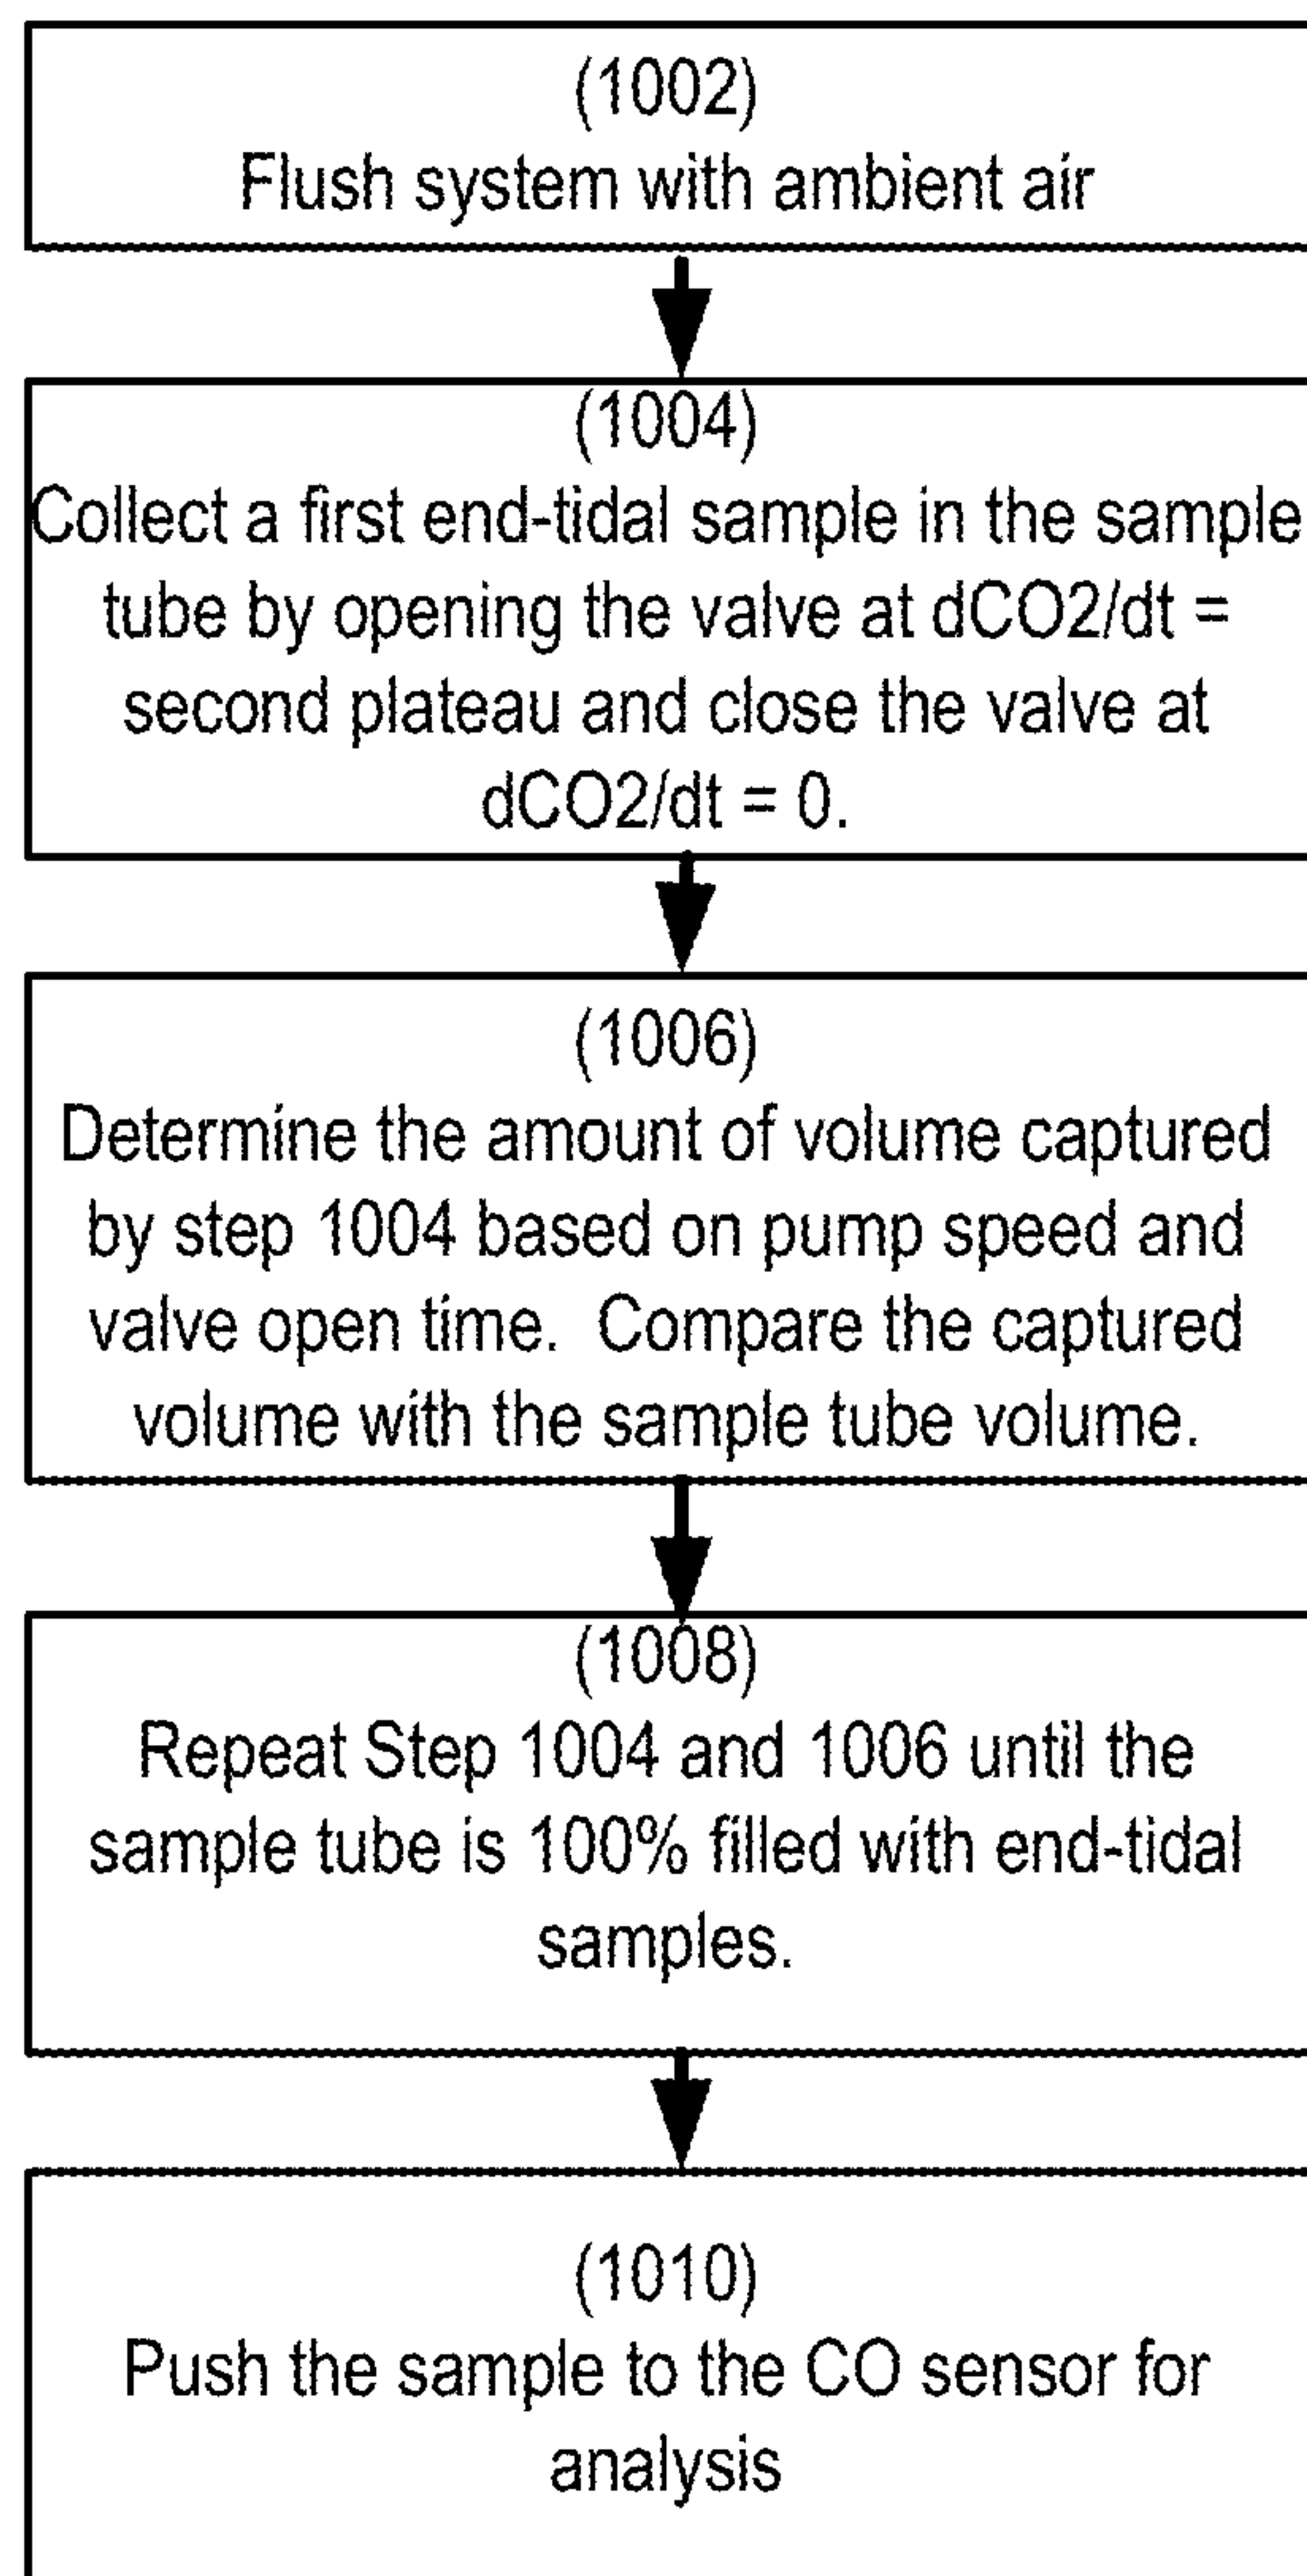 (1002)
Flush system with ambient air
(1004)
Collect a first end-tidal sample in the sample
tube by opening the valve at dCO2/dt =
second plateau and close the valve at
dCO2/dt = 0.
(1006)
Determine the amount of volume captured
by step 1004 based on pump speed and
valve open time.  Compare the captured
volume with the sample tube volume.
(1008)
Repeat Step 1004 and 1006 until the
sample tube is 100% filled with end-tidal
samples.
(1010)
Push the sample to the CO sensor for
analysis